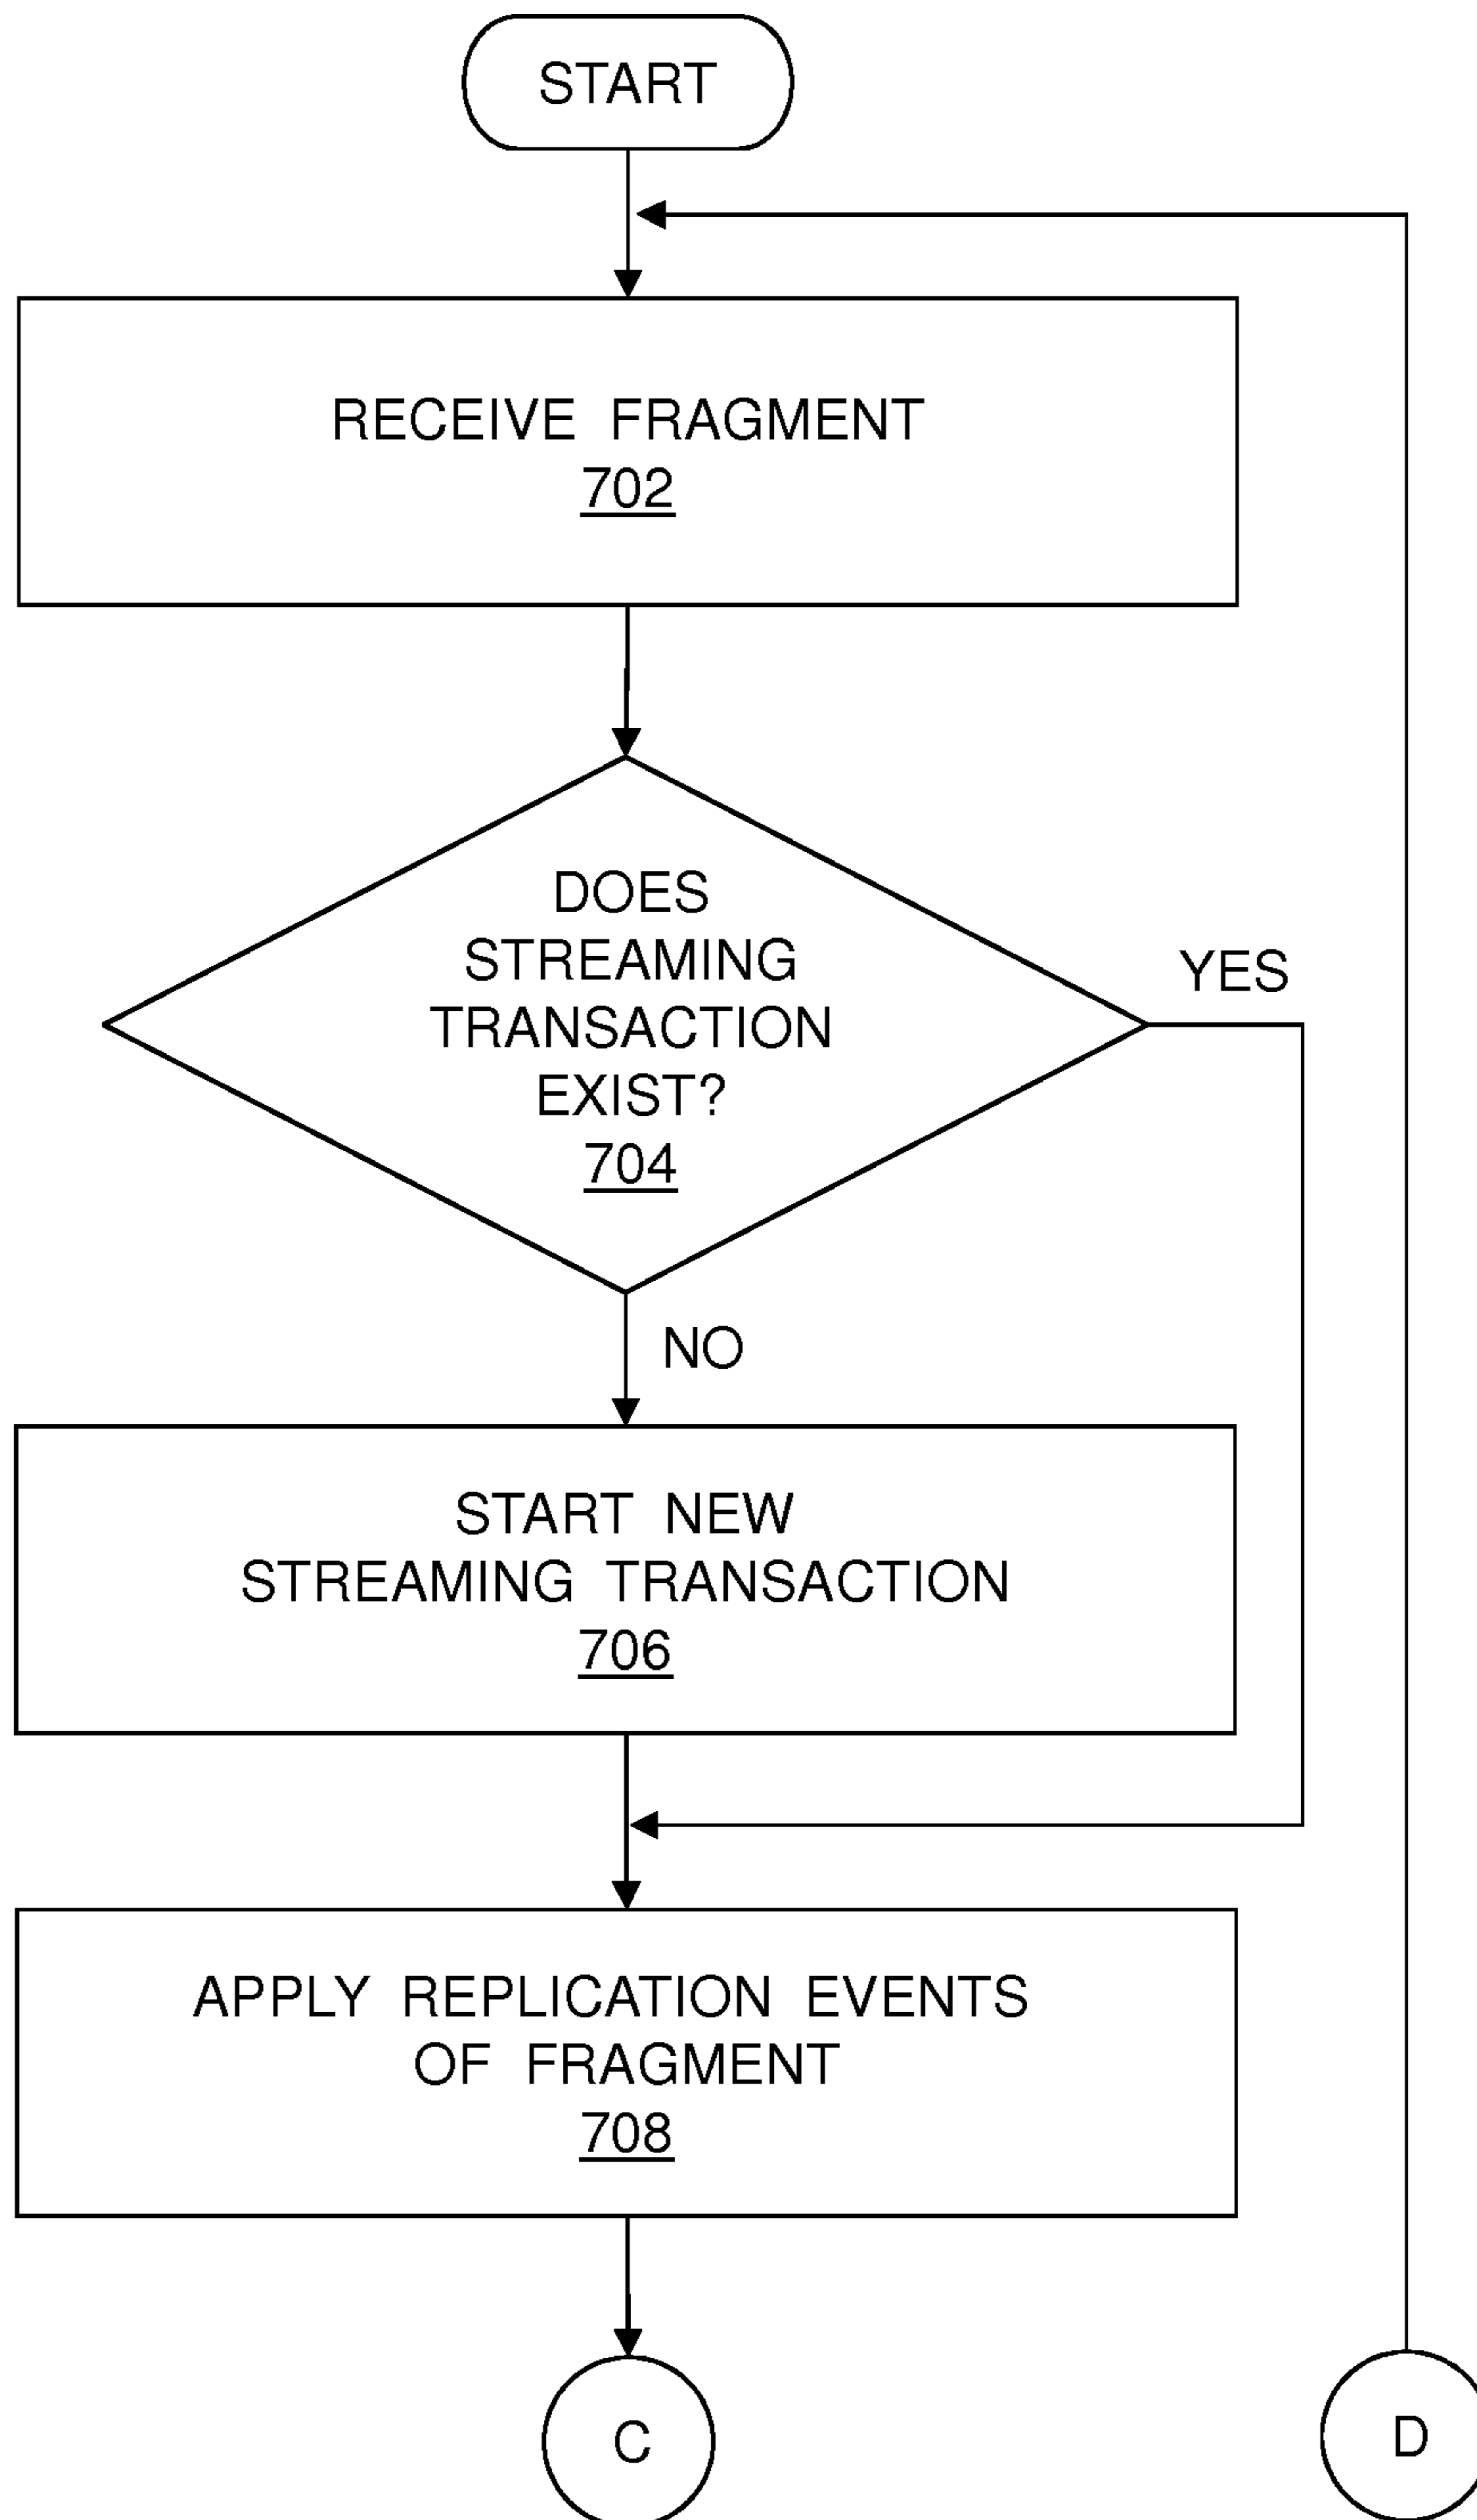 START
RECEIVE FRAGMENT
702
DOES
STREAMING
TRANSACTION
EXIST?
704
YES
NO
START NEW
STREAMING TRANSACTION
706
APPLY REPLICATION EVENTS
OF FRAGMENT
708
C
D